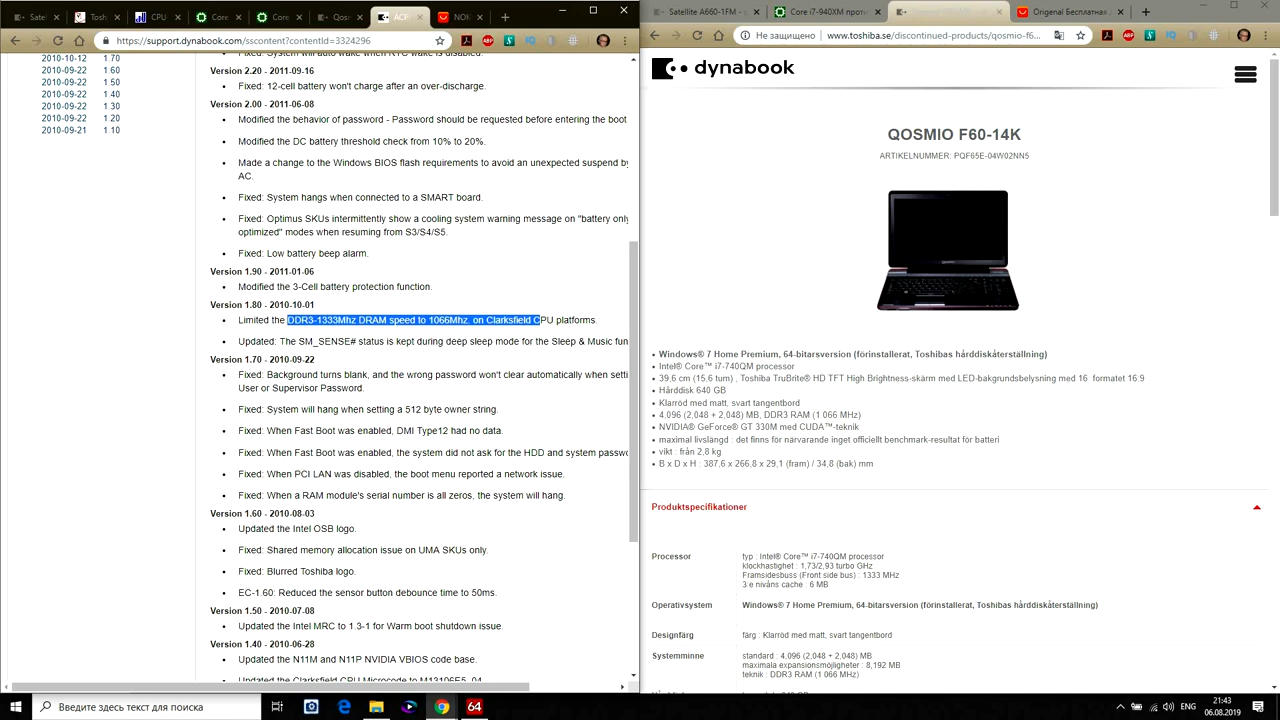 Чат
Tosh
CPU
Core
Core
Phot
ACF
NOK
https://support.dynabook.com/sscontent?contentId=3324296
2010-10-12 1.70
2010-09-22 1.60
2010-09-22 1.50
2010-09-22 1.40
2010-09-22 1.30
2010-09-22 1.20
2010-09-21 1.10
Fixed: System will auto wake when RTC wake is disabled.
Version 2.20 - 2011-09-16
Fixed: 12-cell battery won't charge after an over-discharge.
Version 2.00 - 2011-06-08
Modified the behavior of password - Password should be requested before entering the boot
Modified the DC battery threshold check from 10% to 20%.
Made a change to the Windows BIOS flash requirements to avoid an unexpected suspend by
AC.
Fixed: System hangs when connected to a SMART board.
Fixed: Optimus SKUs intermittently show a cooling system warning message on "battery only
optimized" modes when resuming from S3/S4/S5.
Fixed: Low battery beep alarm.
Version 1.90 - 2011-01-06
Modified the 3-Cell battery protection function.
Version 1.80 - 2010-10-01
Limited the DDR3-1333Mhz DRAM speed to 1066Mhz, on Clarksfield CPU platforms.
Updated: The SM_SENSE# status is kept during deep sleep mode for the Sleep & Music fun
Version 1.70 - 2010-09-22
Fixed: Background turns blank, and the wrong password won't clear automatically when setti
User or Supervisor Password.
Fixed: System will hang when setting a 512 byte owner string.
Fixed: When Fast Boot was enabled, DMI Type12 had no data.
Fixed: When Fast Boot was enabled, the system did not ask for the HDD and system passwo
Fixed: When PCI LAN was disabled, the boot menu reported a network issue.
Fixed: When a RAM module's serial number is all zeros, the system will hang.
Version 1.60 - 2010-08-03
Updated the Intel OSB logo.
Fixed: Shared memory allocation issue on UMA SKUs only.
Fixed: Blurred Toshiba logo.
EC-1.60: Reduced the sensor button debounce time to 50ms.
Version 1.50 - 2010-07-08
Updated the Intel MRC to 1.3-1 for Warm boot shutdown issue.
Version 1.40 - 2010-06-28
Updated the N11M and N11P NVIDIA VBIOS code base.
Updated the Clarksfield CPU Microcode to M13106E5_04
Satellite A660-1FM -
Core i7-940XM прот
QOSMIO F60-14K
Original Бесплатная
Не защищено
www.toshiba.se/discontinued-products/qosmio-f6...
dynabook
QOSMIO F60-14K
ARTIKELNUMMER: PQF65E-04W02NN5
Windows® 7 Home Premium, 64-bitarsversion (förinstallerat, Toshibas hårddiskåterställning)
Intel® Core™ i7-740QM processor
39,6 cm (15,6 tum) , Toshiba TruBrite® HD TFT High Brightness-skärm med LED-bakgrundsbelysning med 16 formatet 16:9
Hårddisk 640 GB
Klarröd med matt, svart tangentbord
4,096 (2,048 + 2,048) MB, DDR3 RAM (1 066 MHz)
NVIDIA® GeForce® GT 330M med CUDA™-teknik
maximal livslängd : det finns för närvarande inget officiellt benchmark-resultat för batteri
vikt : från 2,8 kg
B x D x H : 387,6 x 266,8 x 29,1 (fram) / 34,8 (bak) mm
Produktspecifikationer
Processor
typ : Intel® Core™ i7-740QM processor
klockhastighet : 1,73/2,93 turbo GHz
Framsidesbuss (Front side bus) : 1333 MHz
3 e nivåns cache : 6 MB
Operativsystem
Windows® 7 Home Premium, 64-bitarsversion (förinstallerat, Toshibas hårddiskåterställning)
Designfärg
färg : Klarröd med matt, svart tangentbord
Systemminne
standard : 4,096 (2,048 + 2,048) MB
maximala expansionsmöjligheter : 8,192 MB
teknik : DDR3 RAM (1 066 MHz)
Введите здесь текст для поиска
64
ENG
21:43
06.08.2019